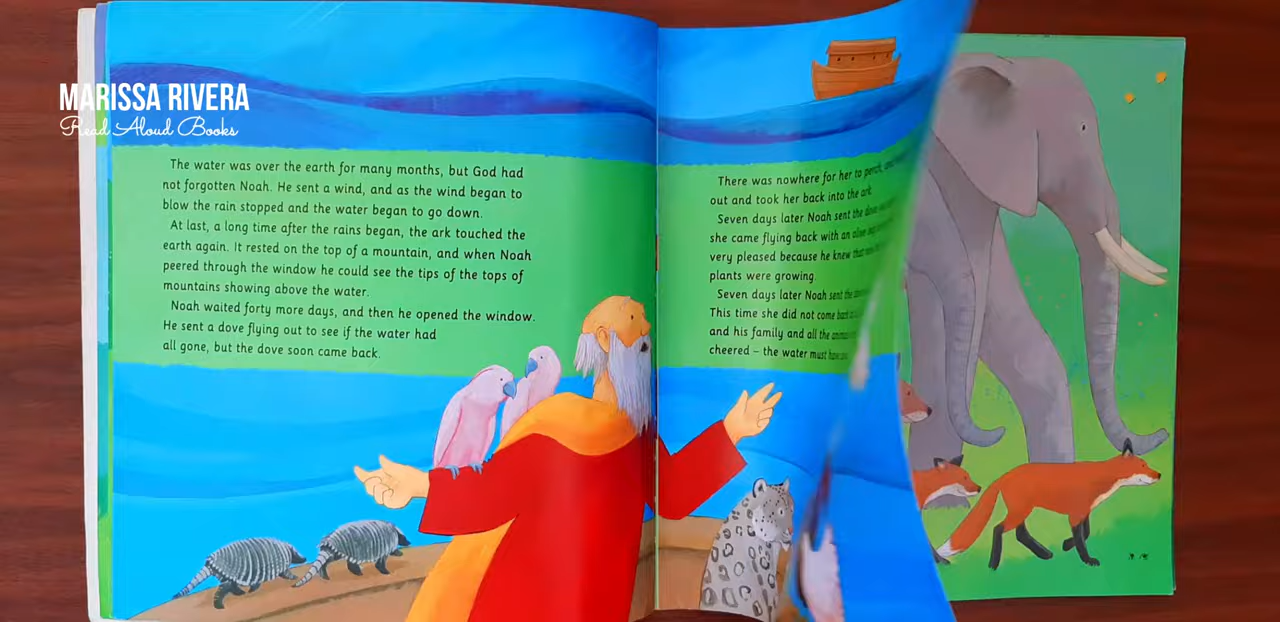 MARISSA RIVERA
Read Aloud Books
The water was over the earth for many months, but God had
not forgotten Noah. He sent a wind, and as the wind began to
blow the rain stopped and the water began to go down.
At last, a long time after the rains began, the ark touched the
earth again. It rested on the top of a mountain, and when Noah
peered through the window he could see the tips of the tops of
mountains showing above the water.
Noah waited forty more days, and then he opened the window.
He sent a dove flying out to see if the water had
all gone, but the dove soon came back.
There was nowhere for her to perch,
out and took her back into the ark.
Seven days later Noah sent the dove
she came flying back with an olive
very pleased because he knew that
plants were growing.
Seven days later Noah sent the
This time she did not come back
and his family and all the animals
cheered – the water must have